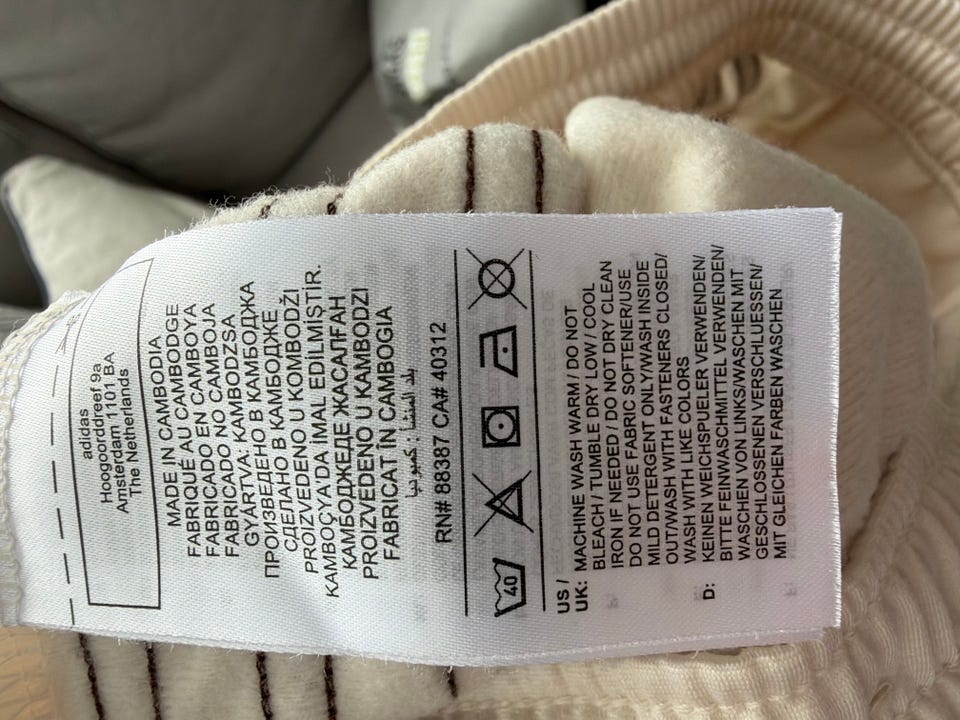 adidas
Hoogoorddreef 9a
Amsterdam 1101 BA
The Netherlands
MADE IN CAMBODIA
FABRIQUÉ AU CAMBODGE
FABRICADO EN CAMBOYA
FABRICADO NO CAMBOJA
GYÁRTVA: KAMBODZSA
ПРОИЗВЕДЕНО В КАМБОДЖА
СДЕЛАНО В КАМБОДЖЕ
PROIZVEDENO U KOMBODŽI
KAMBOÇYA'DA İMAL EDİLMİŞTİR.
КАМБОДЖЕДЕ ЖАСАЛҒАН
PROIZVEDENO U KAMBODZI
FABRICAT IN CAMBOGIA
بلد المنشأ : كمبوديا
RN# 88387 CA# 40312
40
US /
UK: MACHINE WASH WARM / DO NOT
BLEACH / TUMBLE DRY LOW / COOL
IRON IF NEEDED / DO NOT DRY CLEAN
DO NOT USE FABRIC SOFTENER/USE
MILD DETERGENT ONLY/WASH INSIDE
OUT/WASH WITH FASTENERS CLOSED/
WASH WITH LIKE COLORS
D: KEINEN WEICHSPUELER VERWENDEN/
BITTE FEINWASCHMITTEL VERWENDEN/
WASCHEN VON LINKS/WASCHEN MIT
GESCHLOSSENEN VERSCHLUESSEN/
MIT GLEICHEN FARBEN WASCHEN